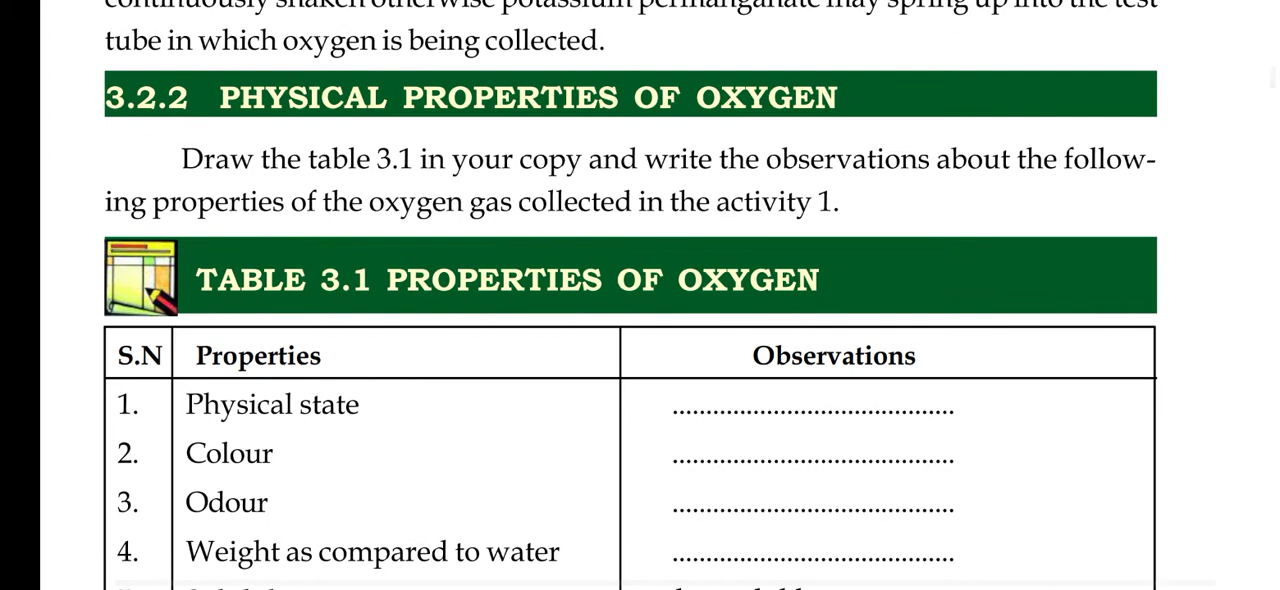 tube in which oxygen is being collected.
3.2.2 PHYSICAL PROPERTIES OF OXYGEN
Draw the table 3.1 in your copy and write the observations about the follow-
ing properties of the oxygen gas collected in the activity 1.
TABLE 3.1 PROPERTIES OF OXYGEN
S.N Properties Observations
1. Physical state ..........................................
2. Colour ..........................................
3. Odour ..........................................
4. Weight as compared to water ..........................................